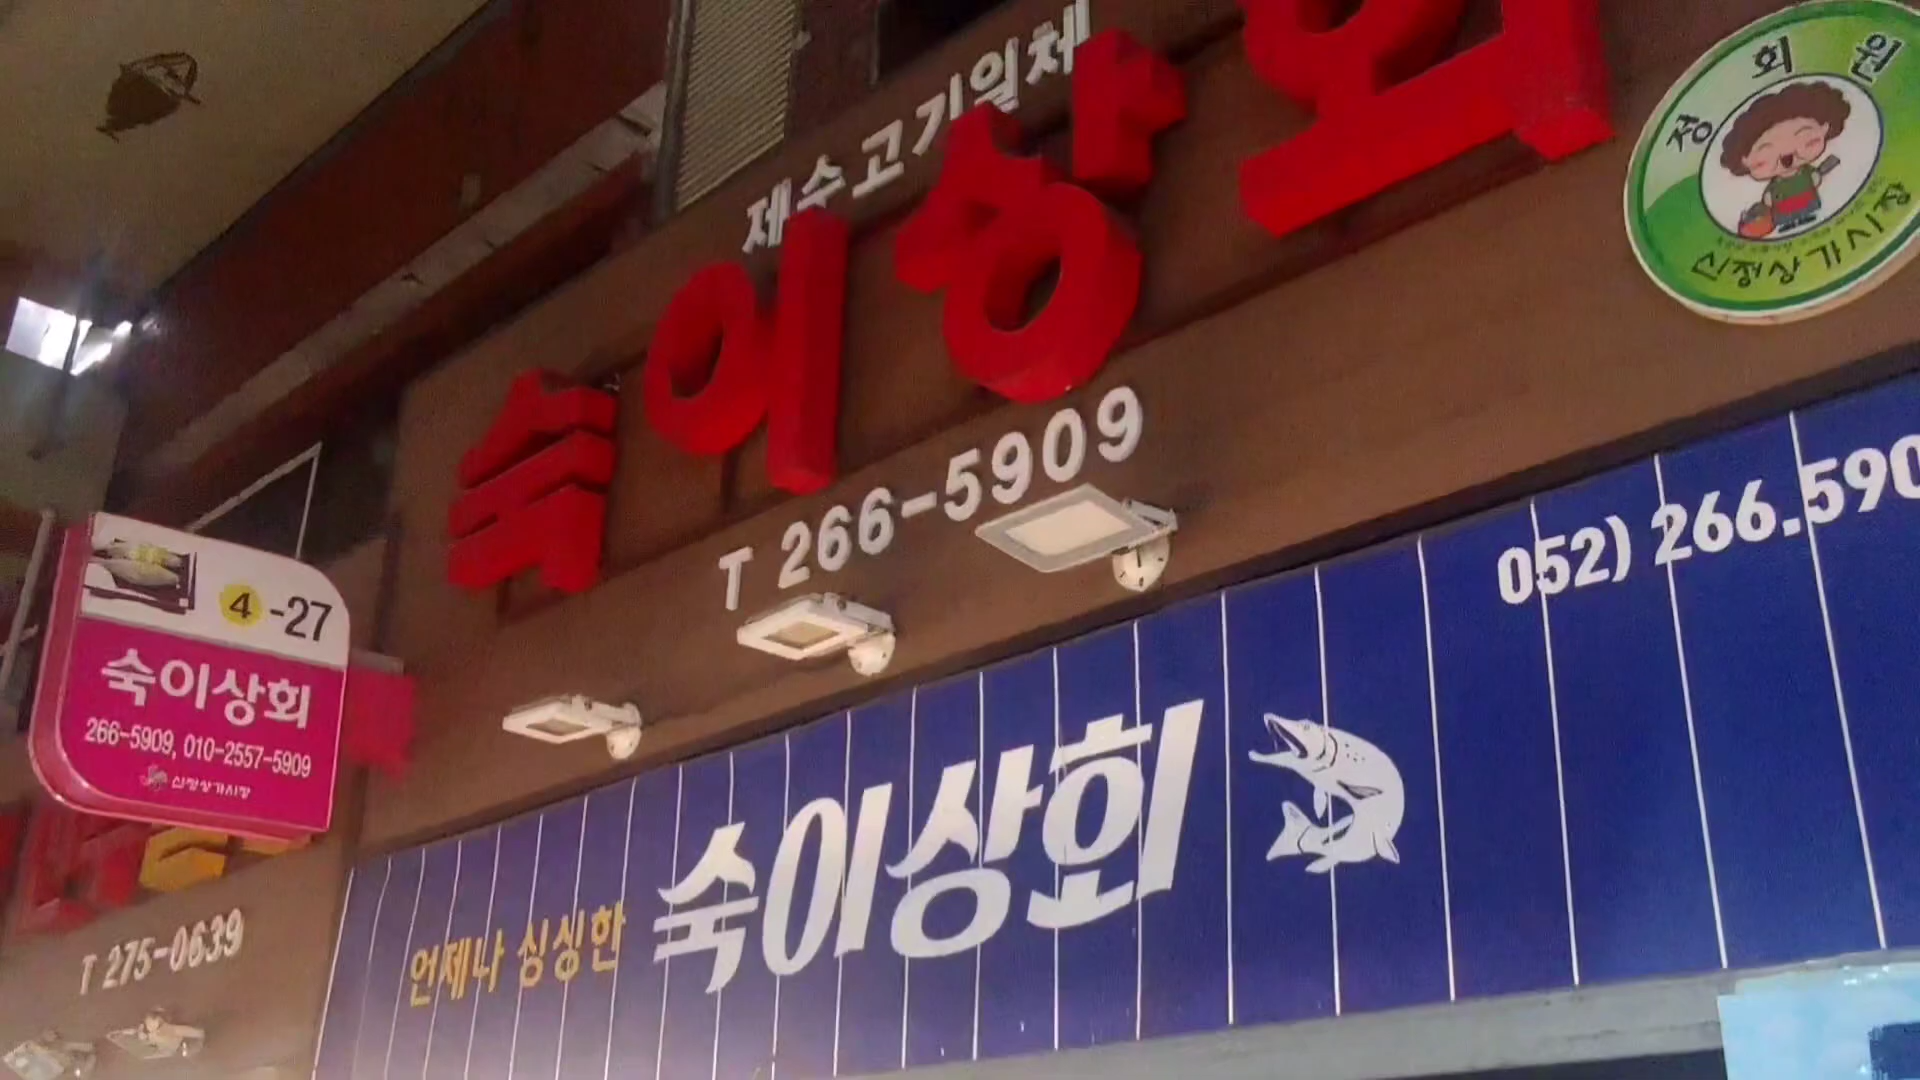 제수고기일체
숙이상회
T 266-5909
정회원
신정상가시장
4-27
숙이상회
266-5909, 010-2557-5909
신정상가시장
052) 266.590
언제나 싱싱한 숙이상회
T 275-0639